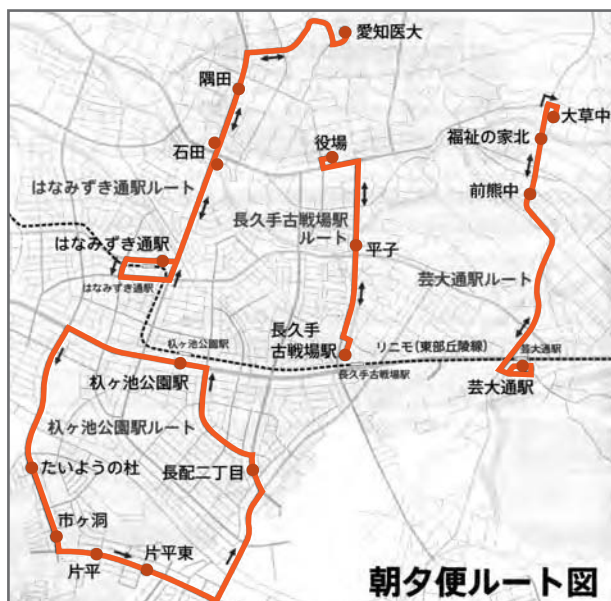 愛知医大
隅田
大草中
役場
福祉の家北
石田
はなみずき通駅ルート
前熊中
長久手古戦場駅
ルート
平子
はなみずき通駅
芸大通駅ルート
はなみずき通駅
長久手
古戦場駅
杁ヶ池公園駅
リニモ(東部丘陵線)
芸大通駅
杁ヶ池公園駅
長久手古戦場駅
芸大通駅
杁ヶ池公園駅ルート
たいようの杜
長配二丁目
市ヶ洞
片平東
片平
朝夕便ルート図